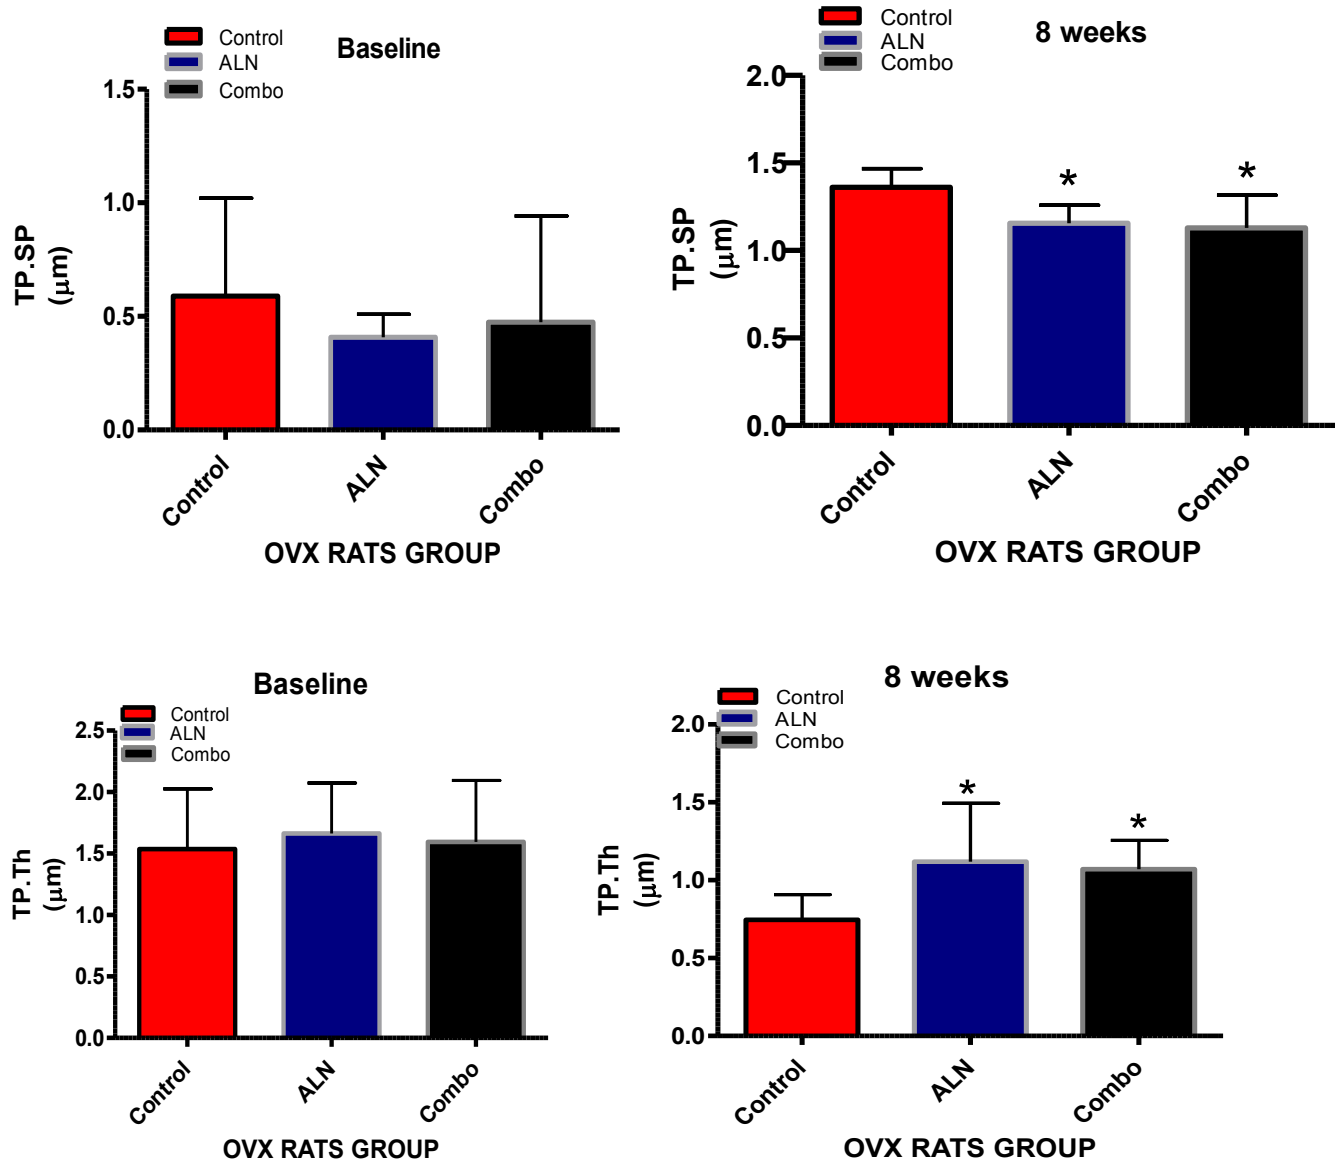 Control
ALN
Combo
Baseline
1.5
1.0
0.5
0.0
TP.SP
(μm)
Control
ALN
Combo
OVX RATS GROUP
Control
ALN
Combo
8 weeks
2.0
1.5
1.0
0.5
0.0
TP.SP
(μm)
*
*
Control
ALN
Combo
OVX RATS GROUP
Baseline
Control
ALN
Combo
2.5
2.0
1.5
1.0
0.5
0.0
TP.Th
(μm)
Control
ALN
Combo
OVX RATS GROUP
8 weeks
Control
ALN
Combo
2.0
1.5
1.0
0.5
0.0
TP.Th
(μm)
*
*
Control
ALN
Combo
OVX RATS GROUP